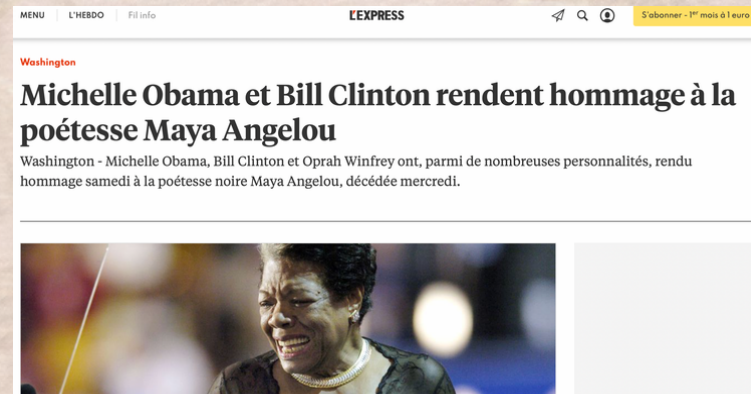 MENU L'HEBDO Fil info L'EXPRESS S'abonner - 1er mois à 1 euro
Washington
Michelle Obama et Bill Clinton rendent hommage à la
poétesse Maya Angelou
Washington - Michelle Obama, Bill Clinton et Oprah Winfrey ont, parmi de nombreuses personnalités, rendu
hommage samedi à la poétesse noire Maya Angelou, décédée mercredi.